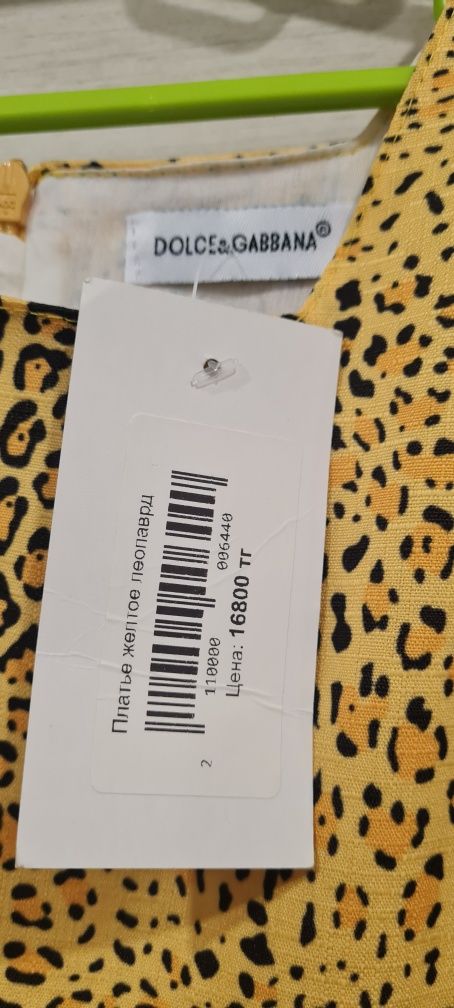 DOLCE&GABBANA®
Платье желтое леопаврд
2 110000 006440
Цена: 16800 тг